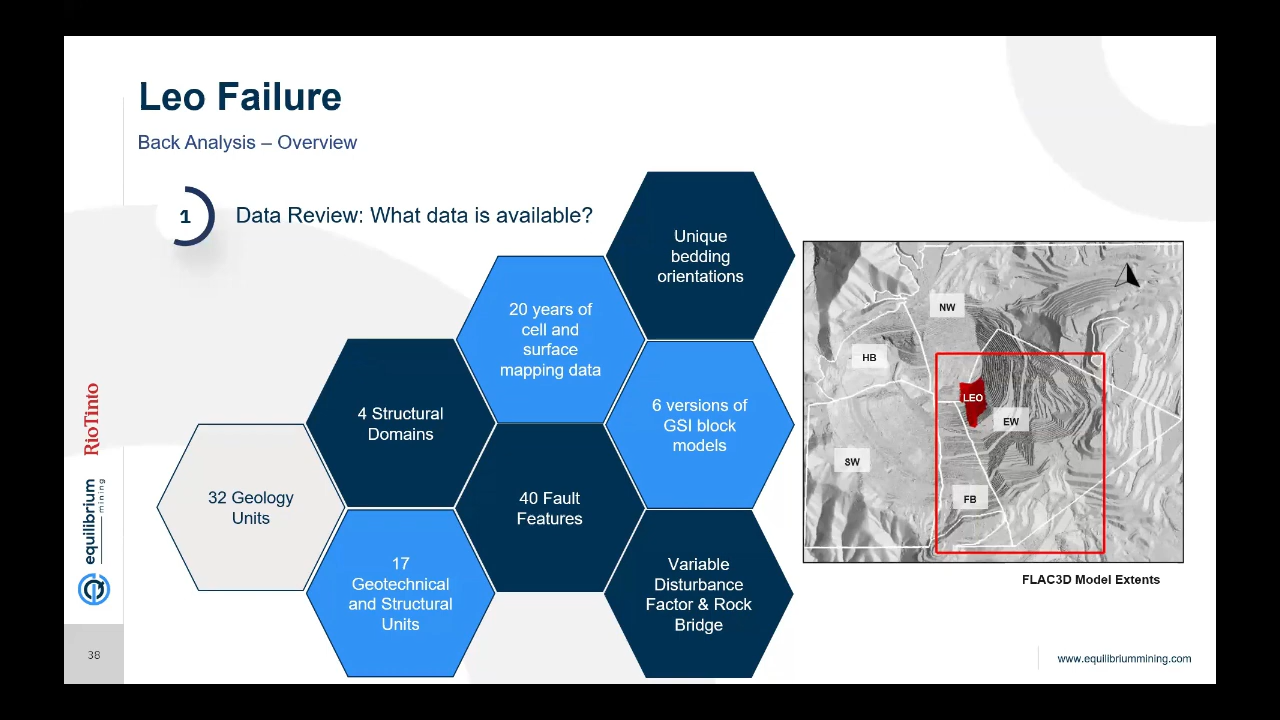 Leo Failure
Back Analysis – Overview
1
Data Review: What data is available?
Unique
bedding
orientations
20 years of
cell and
surface
mapping data
4 Structural
Domains
6 versions of
GSI block
models
32 Geology
Units
40 Fault
Features
17
Geotechnical
and Structural
Units
Variable
Disturbance
Factor & Rock
Bridge
NW
HB
LEO
EW
SW
FB
FLAC3D Model Extents
RioTinto
equilibrium
mining
38
www.equilibriummining.com